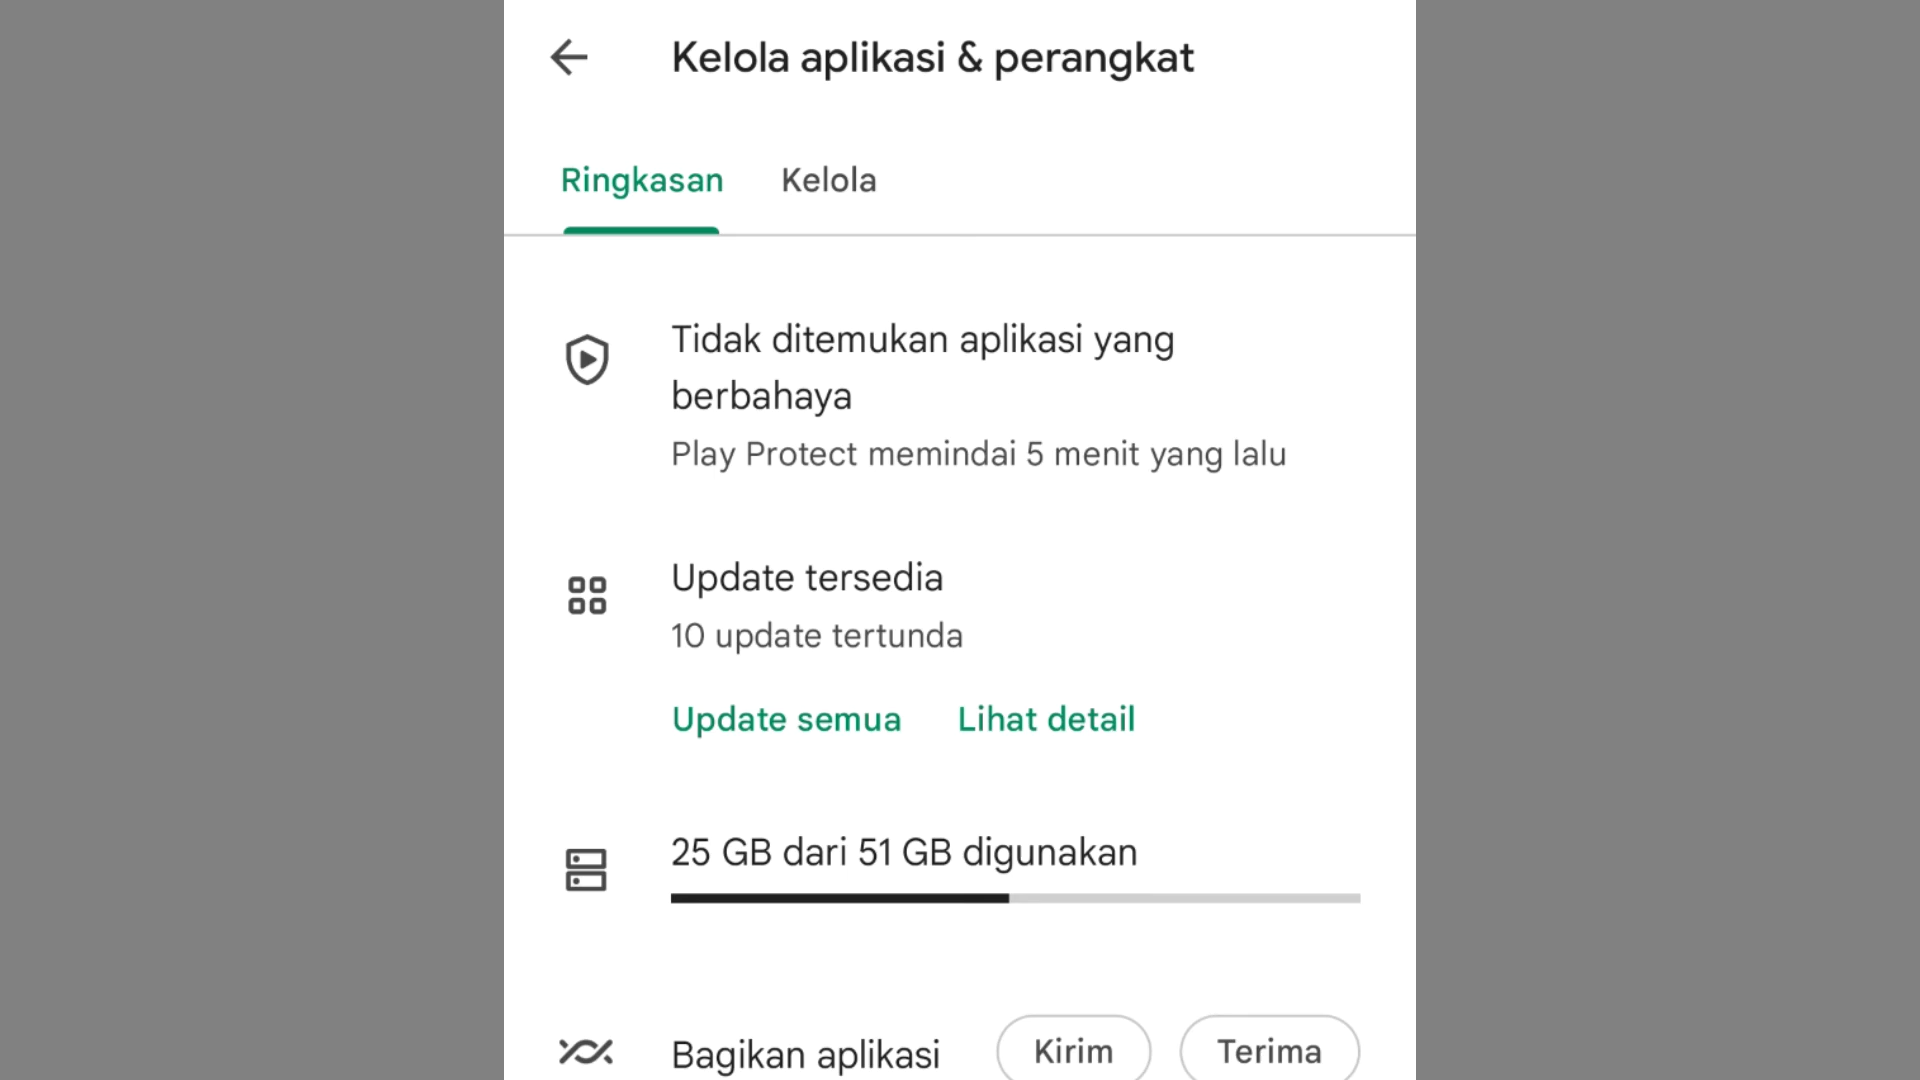 Kelola aplikasi & perangkat
Ringkasan
Kelola
Tidak ditemukan aplikasi yang
berbahaya
Play Protect memindai 5 menit yang lalu
Update tersedia
10 update tertunda
Update semua
Lihat detail
25 GB dari 51 GB digunakan
Bagikan aplikasi
Kirim
Terima